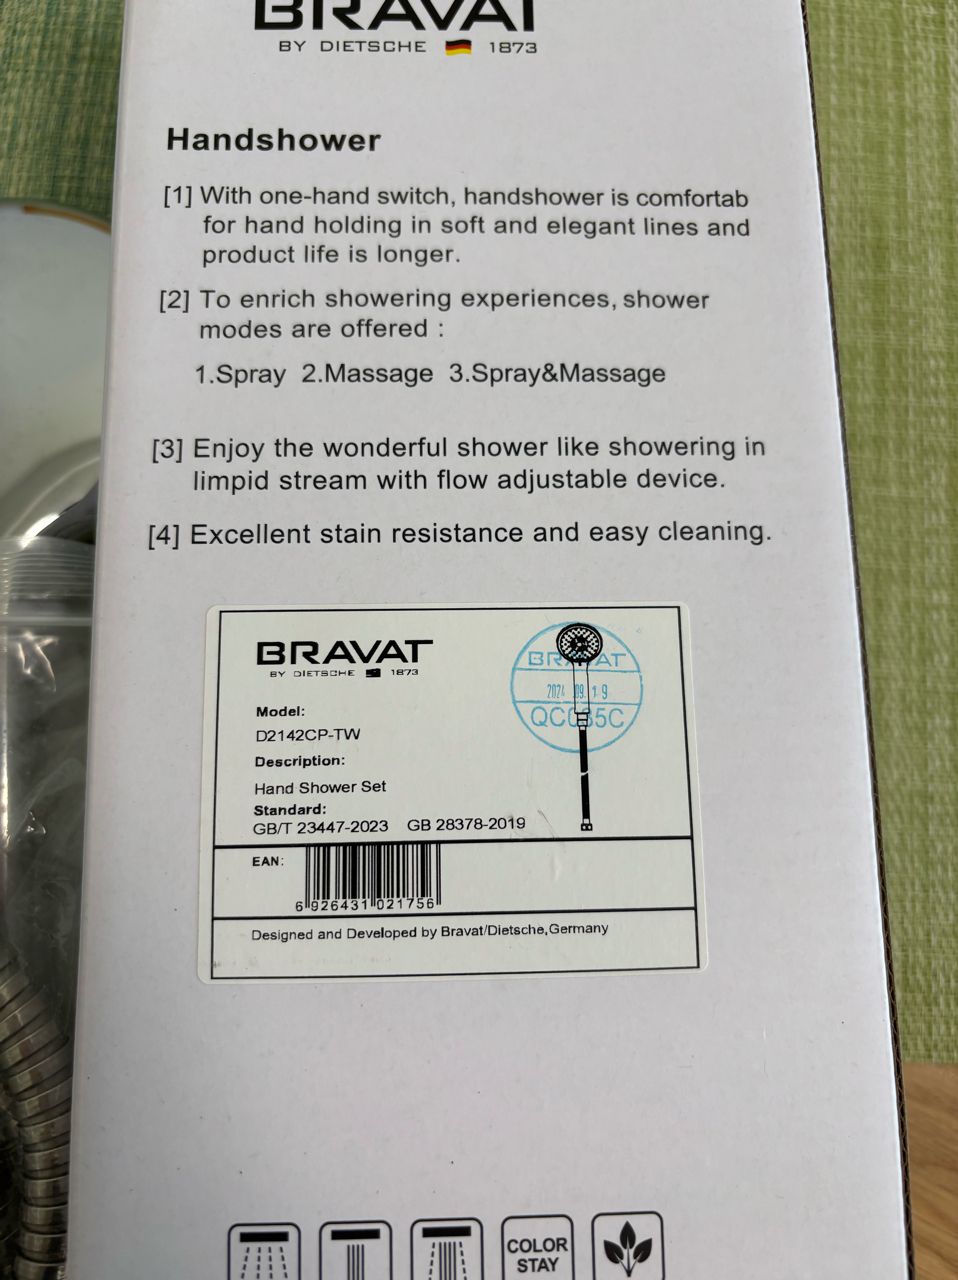 BRAVAT
BY DIETSCHE 1873
Handshower
[1] With one-hand switch, handshower is comfortab
for hand holding in soft and elegant lines and
product life is longer.
[2] To enrich showering experiences, shower
modes are offered :
1.Spray 2.Massage 3.Spray&Massage
[3] Enjoy the wonderful shower like showering in
limpid stream with flow adjustable device.
[4] Excellent stain resistance and easy cleaning.
BRAVAT
BY DIETSCHE 1873
BRAVAT
2024 09. 19
Model:
D2142CP-TW
Description:
Hand Shower Set
Standard:
GB/T 23447-2023 GB 28378-2019
EAN:
6 926431 021756
Designed and Developed by Bravat/Dietsche,Germany
COLOR
STAY